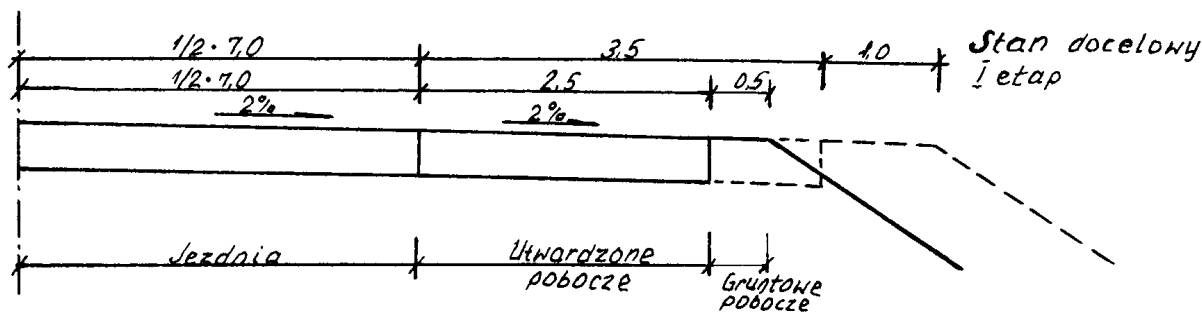 1/2·7,0 3,5 1,0 Stan docelowy
1/2·7,0 2,5 0,5 I etap
2% 2%
Jezdnia Utwardzone pobocze Gruntowe pobocze